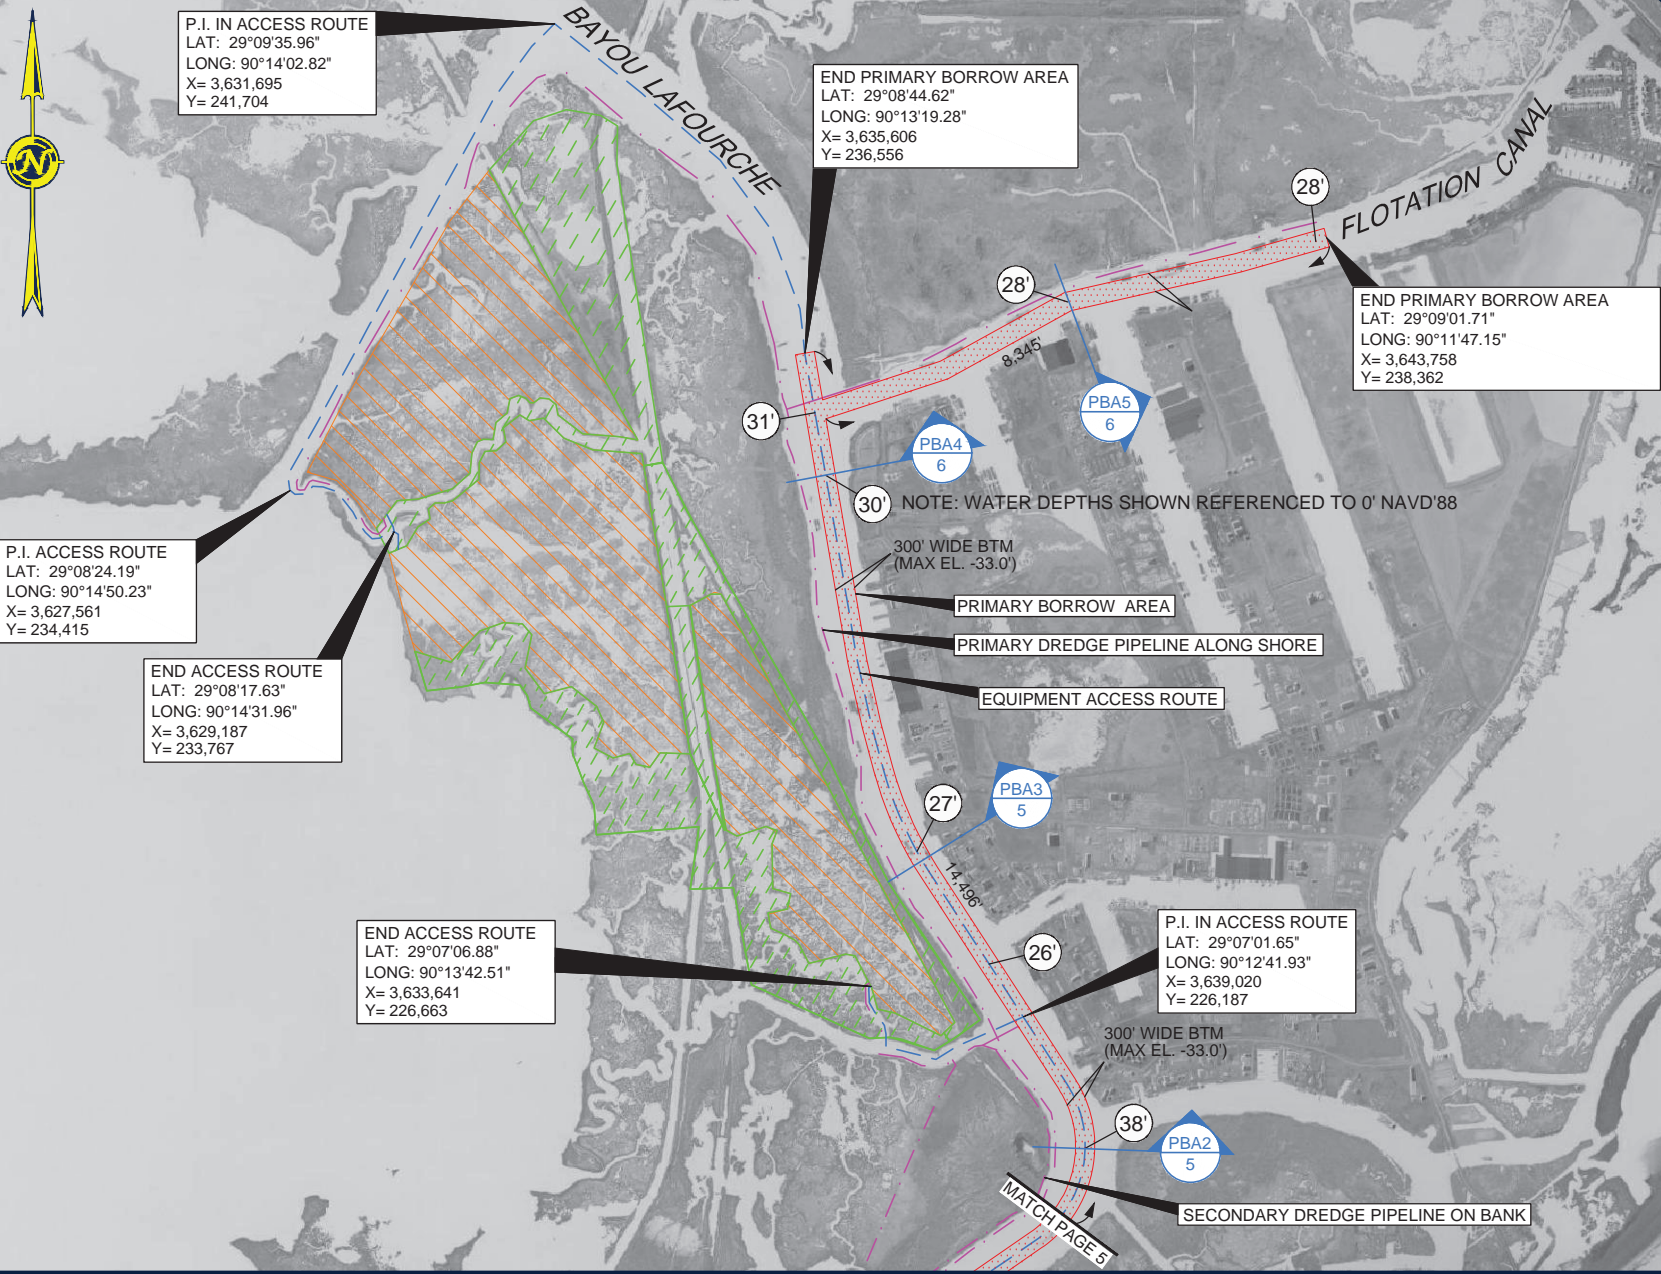 P.I. IN ACCESS ROUTE
LAT: 29°09'35.96"
LONG: 90°14'02.82"
X= 3,631,695
Y= 241,704
BAYOU LAFOURCHE
END PRIMARY BORROW AREA
LAT: 29°08'44.62"
LONG: 90°13'19.28"
X= 3,635,606
Y= 236,556
N
28'
FLOTATION CANAL
28'
END PRIMARY BORROW AREA
LAT: 29°09'01.71"
LONG: 90°11'47.15"
X= 3,643,758
Y= 238,362
8,345'
31'
PBA5
6
PBA4
6
30'
NOTE: WATER DEPTHS SHOWN REFERENCED TO 0' NAVD'88
P.I. ACCESS ROUTE
LAT: 29°08'24.19"
LONG: 90°14'50.23"
X= 3,627,561
Y= 234,415
300' WIDE BTM
(MAX EL. -33.0')
PRIMARY BORROW AREA
PRIMARY DREDGE PIPELINE ALONG SHORE
END ACCESS ROUTE
LAT: 29°08'17.63"
LONG: 90°14'31.96"
X= 3,629,187
Y= 233,767
EQUIPMENT ACCESS ROUTE
PBA3
5
27'
14,496'
END ACCESS ROUTE
LAT: 29°07'06.88"
LONG: 90°13'42.51"
X= 3,633,641
Y= 226,663
26'
P.I. IN ACCESS ROUTE
LAT: 29°07'01.65"
LONG: 90°12'41.93"
X= 3,639,020
Y= 226,187
300' WIDE BTM
(MAX EL. -33.0')
38'
PBA2
5
MATCH PAGE 5
SECONDARY DREDGE PIPELINE ON BANK